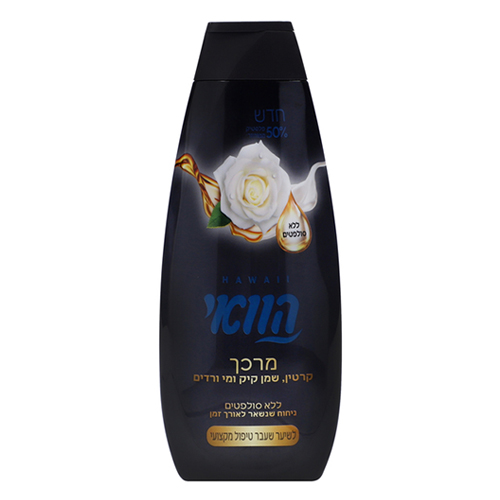 חדש
50%
ללא
סולפטים
HAWAII
הוואי
מרכך
קרטין, שמן קיק ומי ורדים
ללא סולפטים
ניחוח שנשאר לאורך זמן
לשיער שעבר טיפול מקצועי